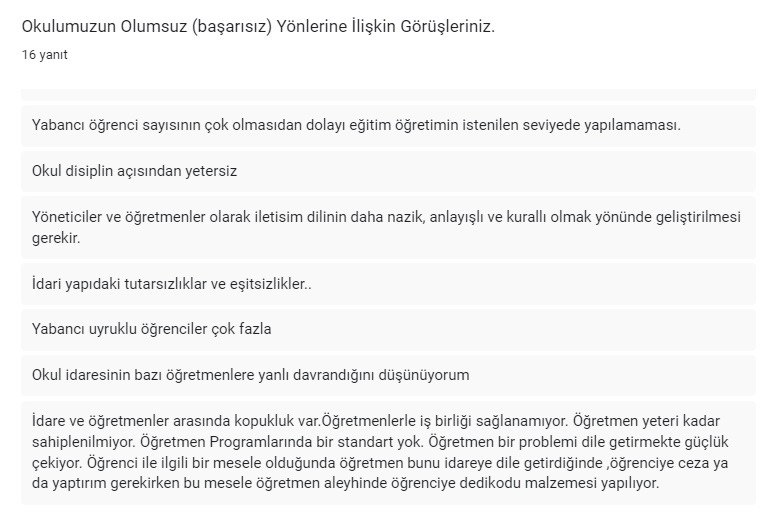 Okulumuzun Olumsuz (başarısız) Yönlerine İlişkin Görüşleriniz.
16 yanıt
Yabancı öğrenci sayısının çok olmasıdan dolayı eğitim öğretimin istenilen seviyede yapılamaması.
Okul disiplin açısından yetersiz
Yöneticiler ve öğretmenler olarak iletisim dilinin daha nazik, anlayışlı ve kurallı olmak yönünde geliştirilmesi
gerekir.
İdari yapıdaki tutarsızlıklar ve eşitsizlikler..
Yabancı uyruklu öğrenciler çok fazla
Okul idaresinin bazı öğretmenlere yanlı davrandığını düşünüyorum
İdare ve öğretmenler arasında kopukluk var.Öğretmenlerle iş birliği sağlanamıyor. Öğretmen yeteri kadar
sahiplenilmiyor. Öğretmen Programlarında bir standart yok. Öğretmen bir problemi dile getirmekte güçlük
çekiyor. Öğrenci ile ilgili bir mesele olduğunda öğretmen bunu idareye dile getirdiğinde ,öğrenciye ceza ya
da yaptırım gerekirken bu mesele öğretmen aleyhinde öğrenciye dedikodu malzemesi yapılıyor.